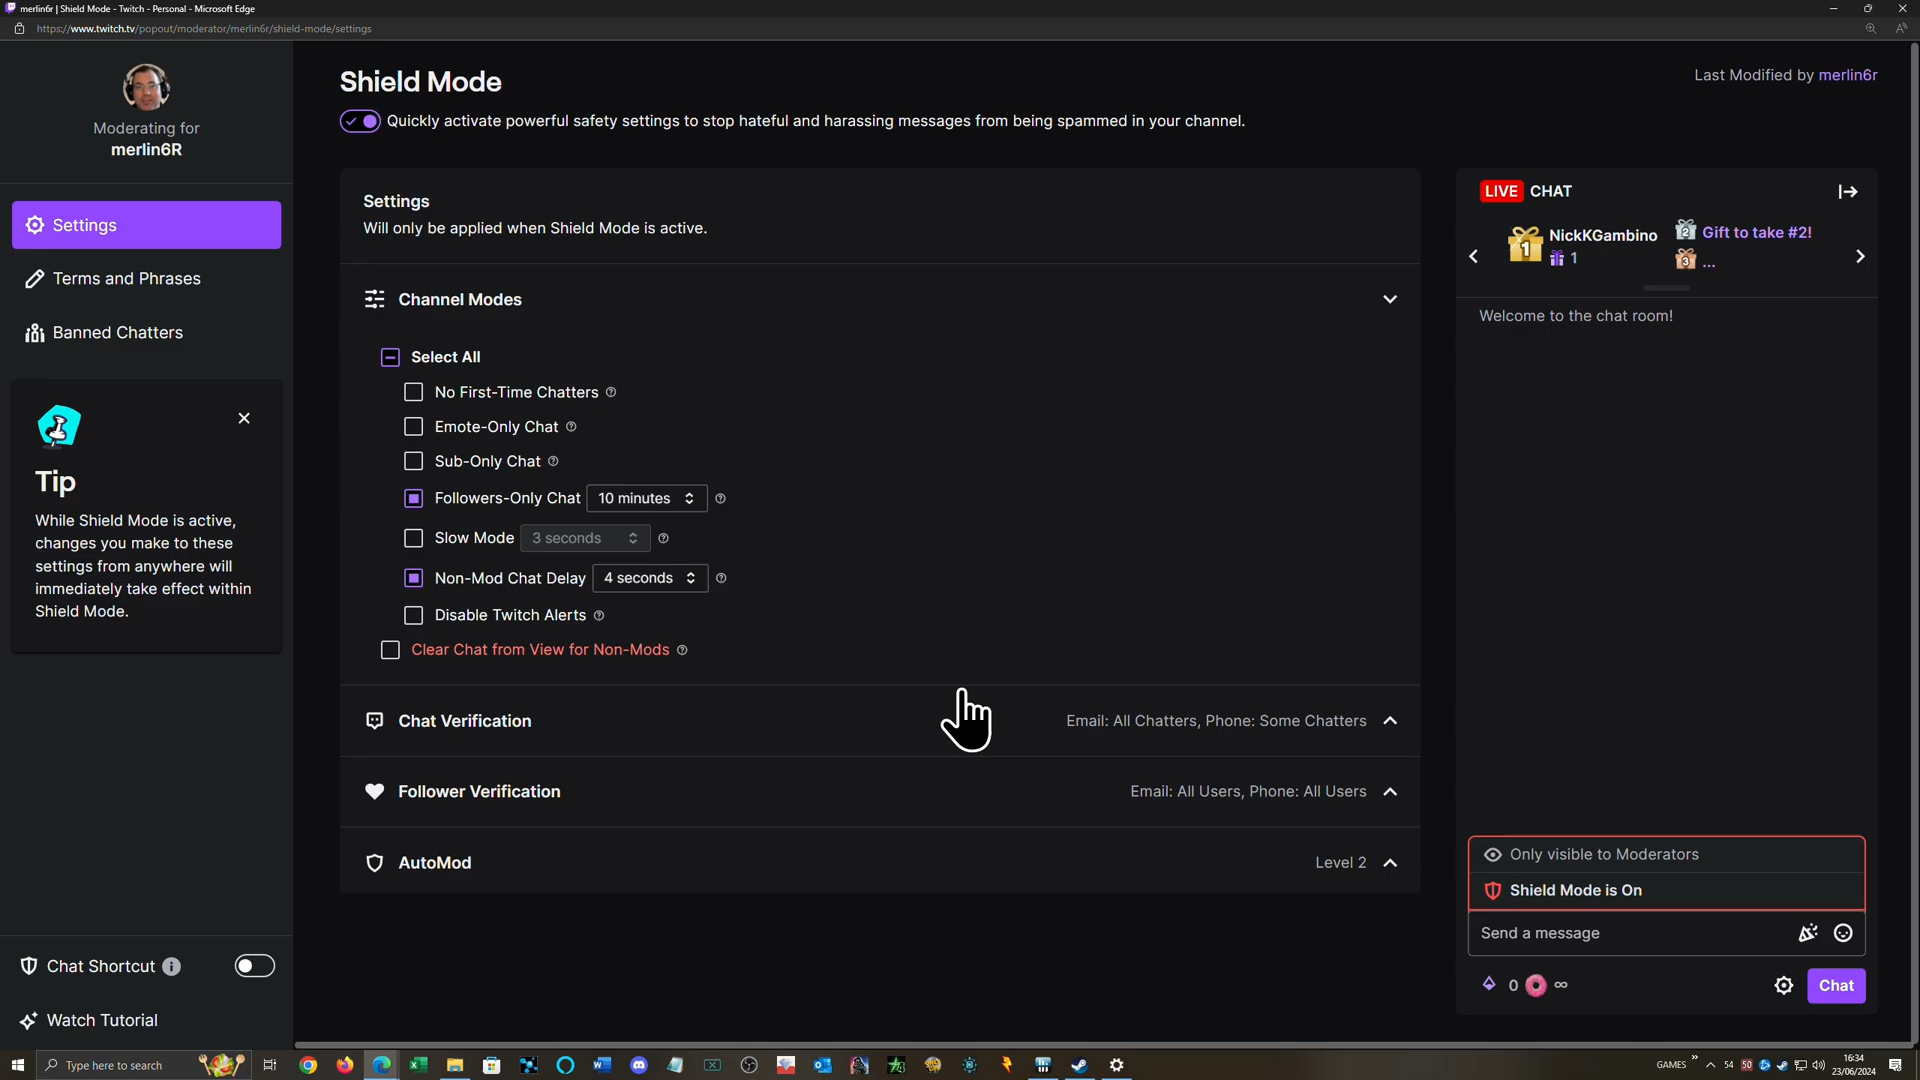 merlin6r | Shield Mode - Twitch - Personal - Microsoft Edge
https://www.twitch.tv/popout/moderator/merlin6r/shield-mode/settings
Moderating for
merlin6R
Settings
Terms and Phrases
Banned Chatters
Tip
While Shield Mode is active,
changes you make to these
settings from anywhere will
immediately take effect within
Shield Mode.
Chat Shortcut
Watch Tutorial
Shield Mode
Last Modified by merlin6r
Quickly activate powerful safety settings to stop hateful and harassing messages from being spammed in your channel.
Settings
Will only be applied when Shield Mode is active.
Channel Modes
Select All
No First-Time Chatters
Emote-Only Chat
Sub-Only Chat
Followers-Only Chat 10 minutes
Slow Mode 3 seconds
Non-Mod Chat Delay 4 seconds
Disable Twitch Alerts
Clear Chat from View for Non-Mods
Chat Verification Email: All Chatters, Phone: Some Chatters
Follower Verification Email: All Users, Phone: All Users
AutoMod Level 2
LIVE CHAT
1 NickKGambino
1
2 Gift to take #2!
3 ...
Welcome to the chat room!
Only visible to Moderators
Shield Mode is On
Send a message
0 ∞
Chat
Type here to search
GAMES 54 50
16:34
23/06/2024